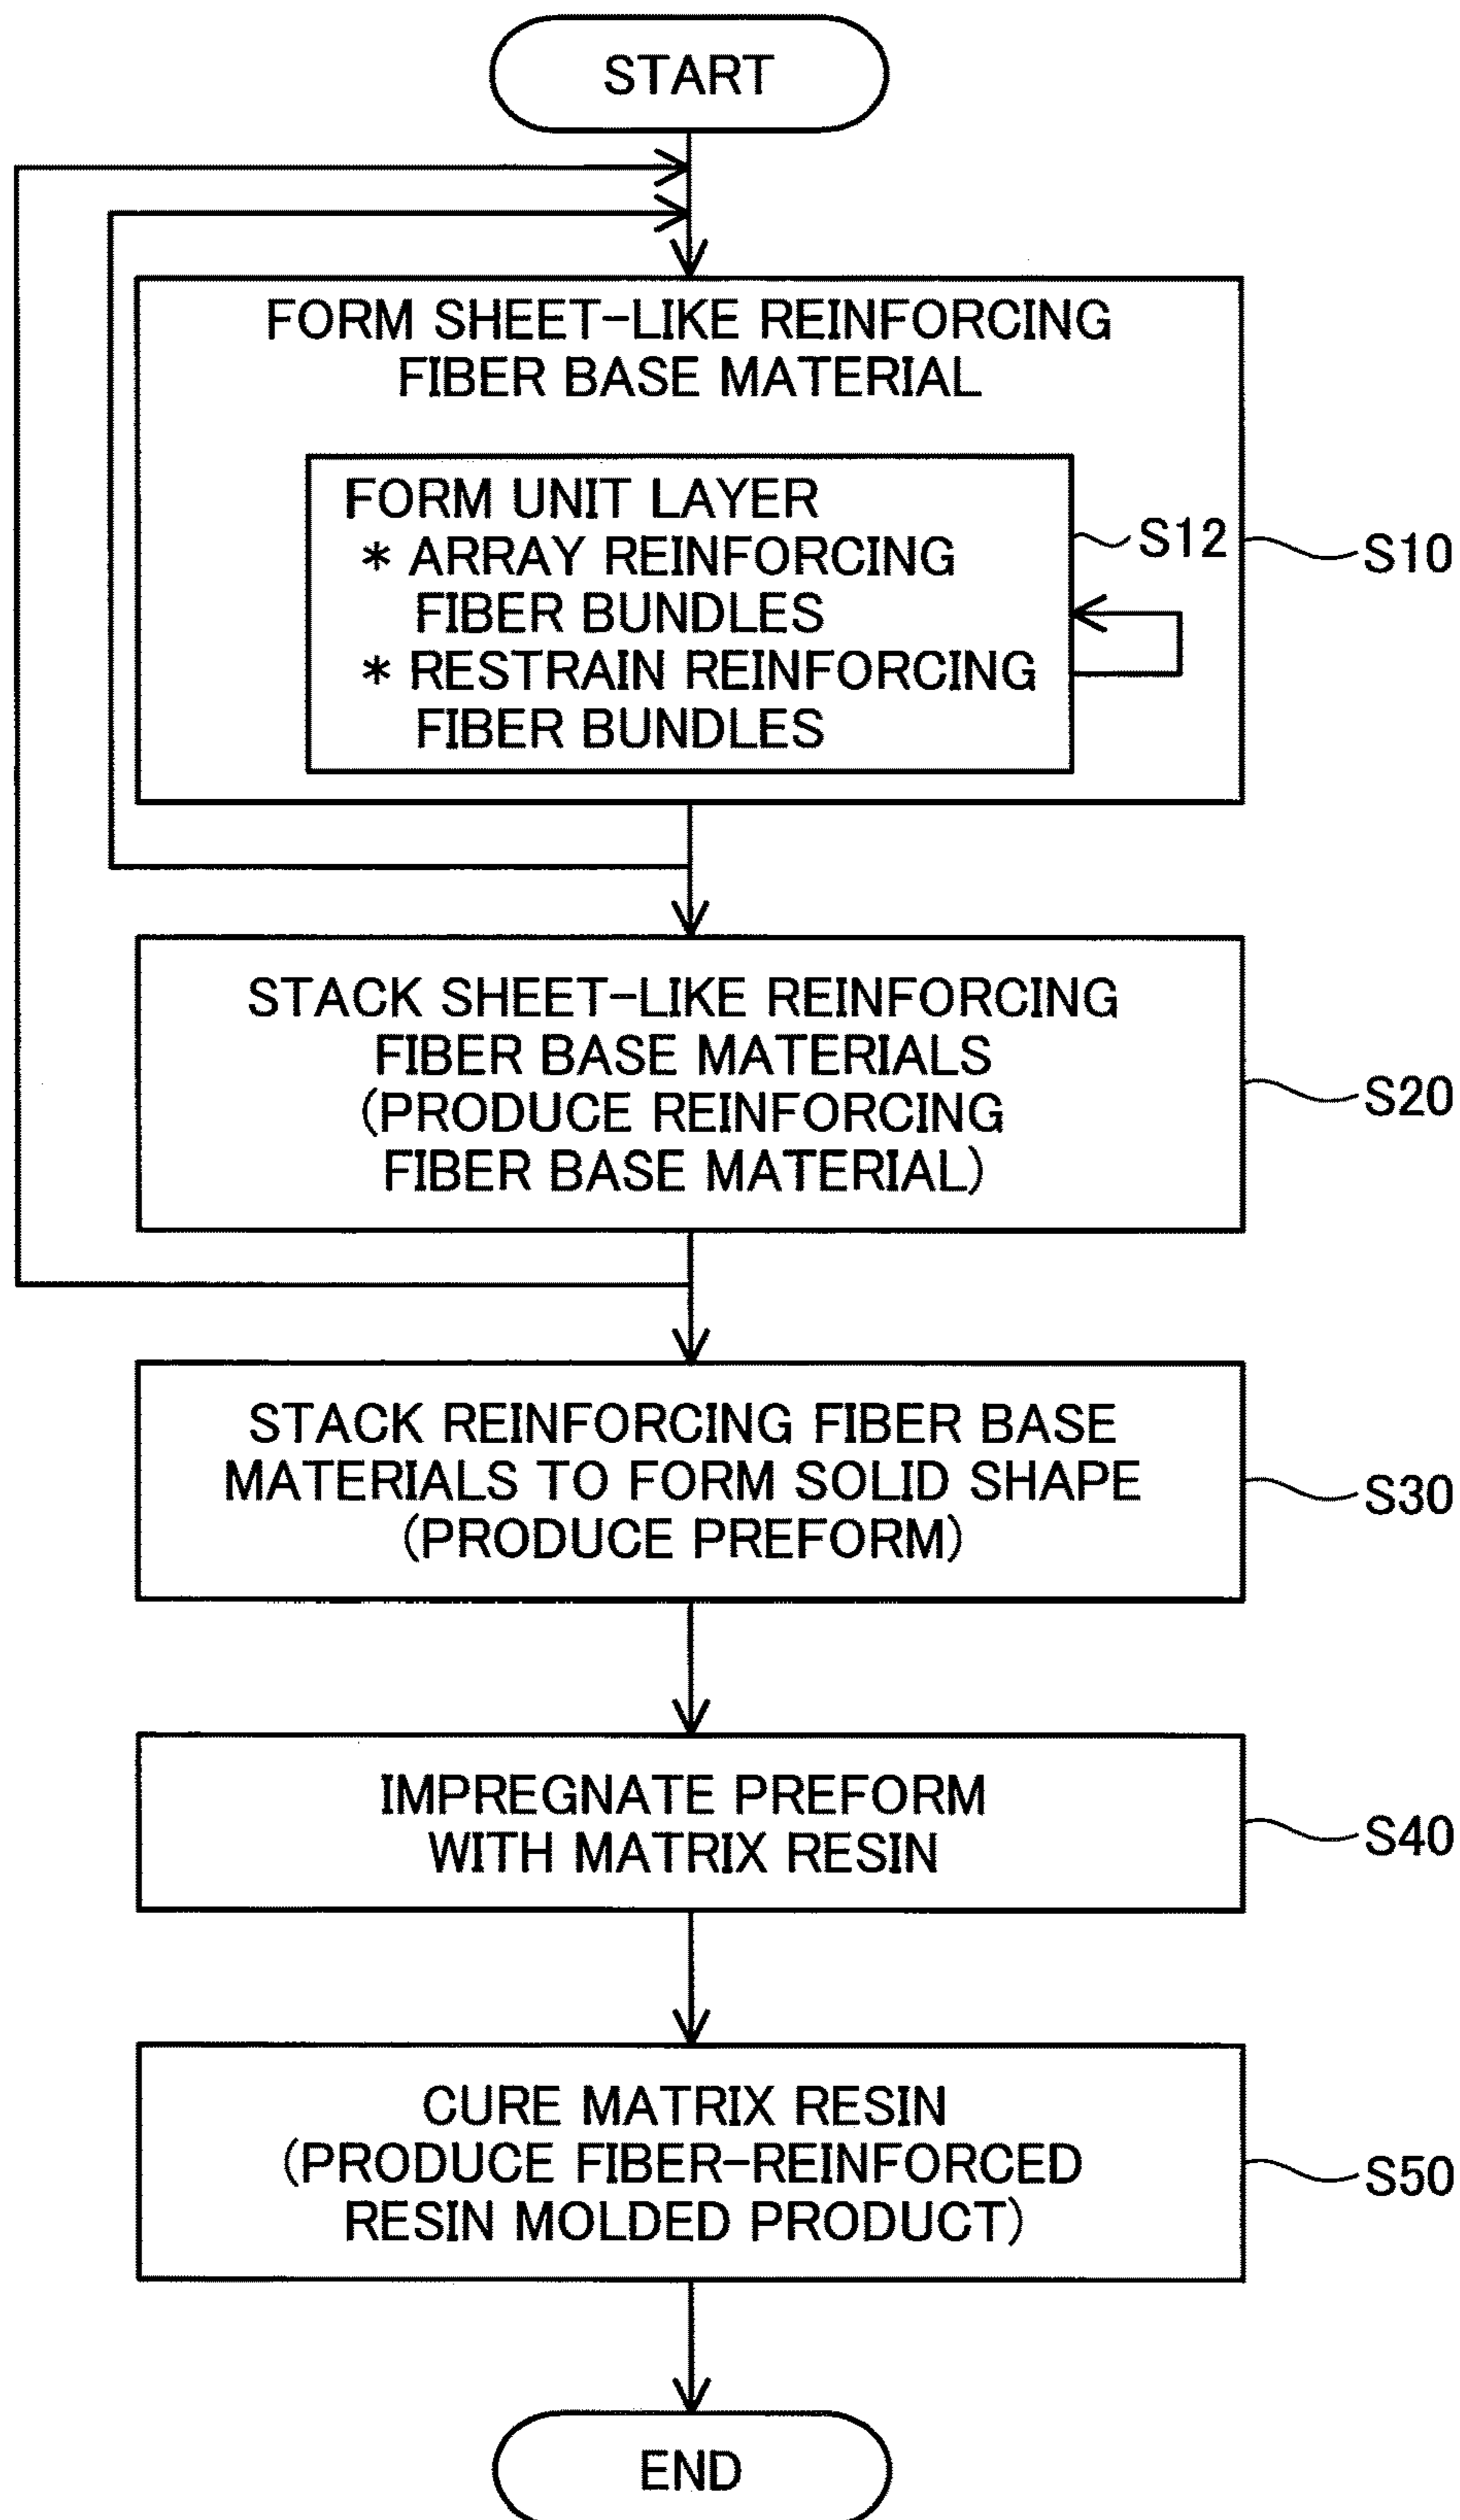 START
FORM SHEET-LIKE REINFORCING
FIBER BASE MATERIAL
FORM UNIT LAYER
* ARRAY REINFORCING
FIBER BUNDLES
* RESTRAIN REINFORCING
FIBER BUNDLES
S12
S10
STACK SHEET-LIKE REINFORCING
FIBER BASE MATERIALS
(PRODUCE REINFORCING
FIBER BASE MATERIAL)
S20
STACK REINFORCING FIBER BASE
MATERIALS TO FORM SOLID SHAPE
(PRODUCE PREFORM)
S30
IMPREGNATE PREFORM
WITH MATRIX RESIN
S40
CURE MATRIX RESIN
(PRODUCE FIBER-REINFORCED
RESIN MOLDED PRODUCT)
S50
END